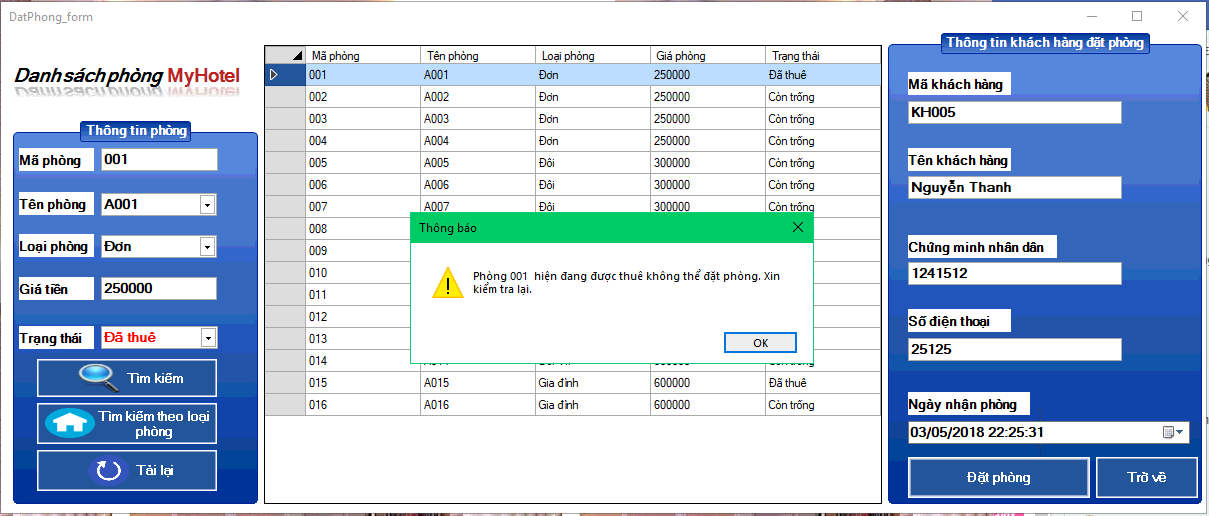 DatPhong_form
Danh sách phòng MyHotel
Thông tin phòng
Mã phòng 001
Tên phòng A001
Loại phòng Đơn
Giá tiền 250000
Trạng thái Đã thuê
Tìm kiếm
Tìm kiếm theo loại
phòng
Tải lại
Mã phòng Tên phòng Loại phòng Giá phòng Trạng thái
001 A001 Đơn 250000 Đã thuê
002 A002 Đơn 250000 Còn trống
003 A003 Đơn 250000 Còn trống
004 A004 Đơn 250000 Còn trống
005 A005 Đôi 300000 Còn trống
006 A006 Đôi 300000 Còn trống
007 A007 Đôi 300000 Còn trống
008
009
010
011
012
013
014
015 A015 Gia đình 600000 Đã thuê
016 A016 Gia đình 600000 Còn trống
Thông báo
Phòng 001 hiện đang được thuê không thể đặt phòng. Xin
kiểm tra lại.
OK
Thông tin khách hàng đặt phòng
Mã khách hàng
KH005
Tên khách hàng
Nguyễn Thanh
Chứng minh nhân dân
1241512
Số điện thoại
25125
Ngày nhận phòng
03/05/2018 22:25:31
Đặt phòng
Trở về